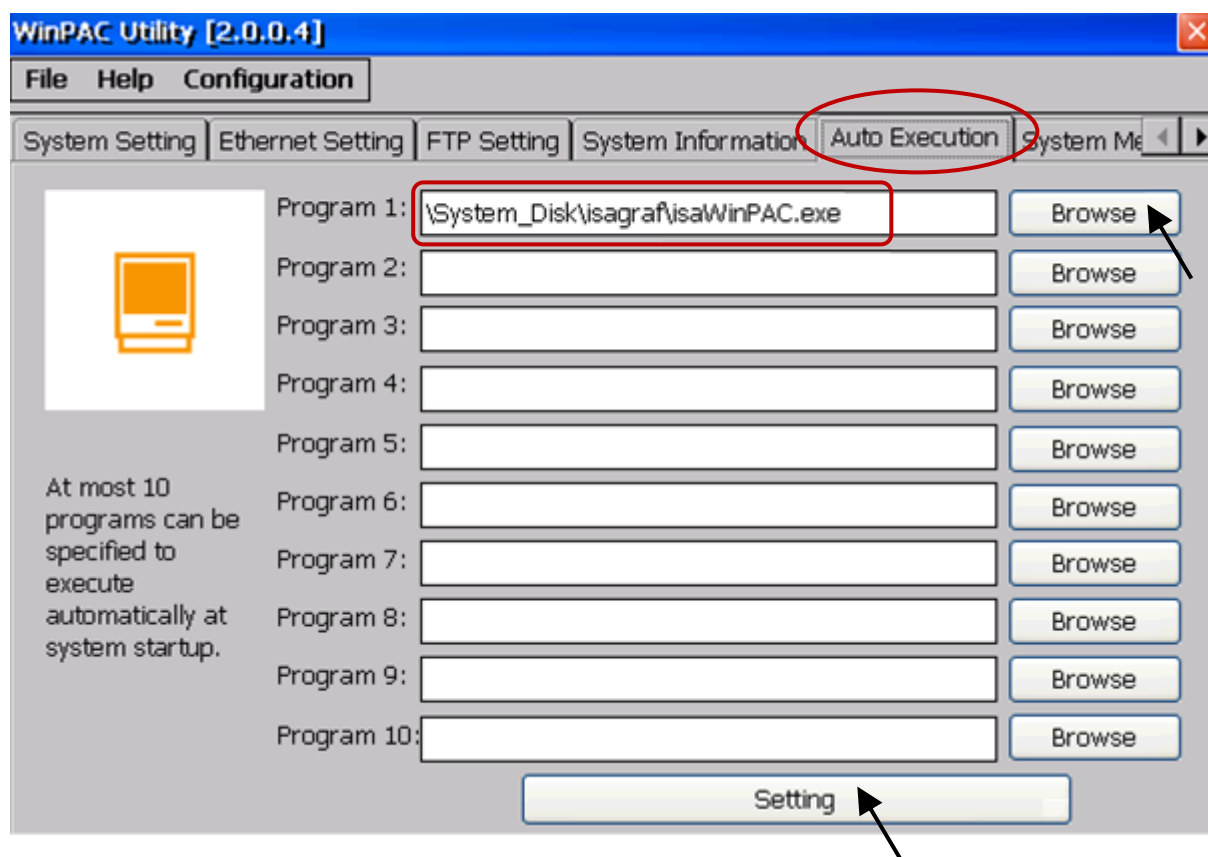 WinPAC Utility [2.0.0.4]
File Help Configuration
System Setting Ethernet Setting FTP Setting System Information Auto Execution System Me
Program 1: \System_Disk\isagraf\isaWinPAC.exe Browse
Program 2: Browse
Program 3: Browse
Program 4: Browse
Program 5: Browse
Program 6: Browse
Program 7: Browse
Program 8: Browse
Program 9: Browse
Program 10: Browse
At most 10
programs can be
specified to
execute
automatically at
system startup.
Setting